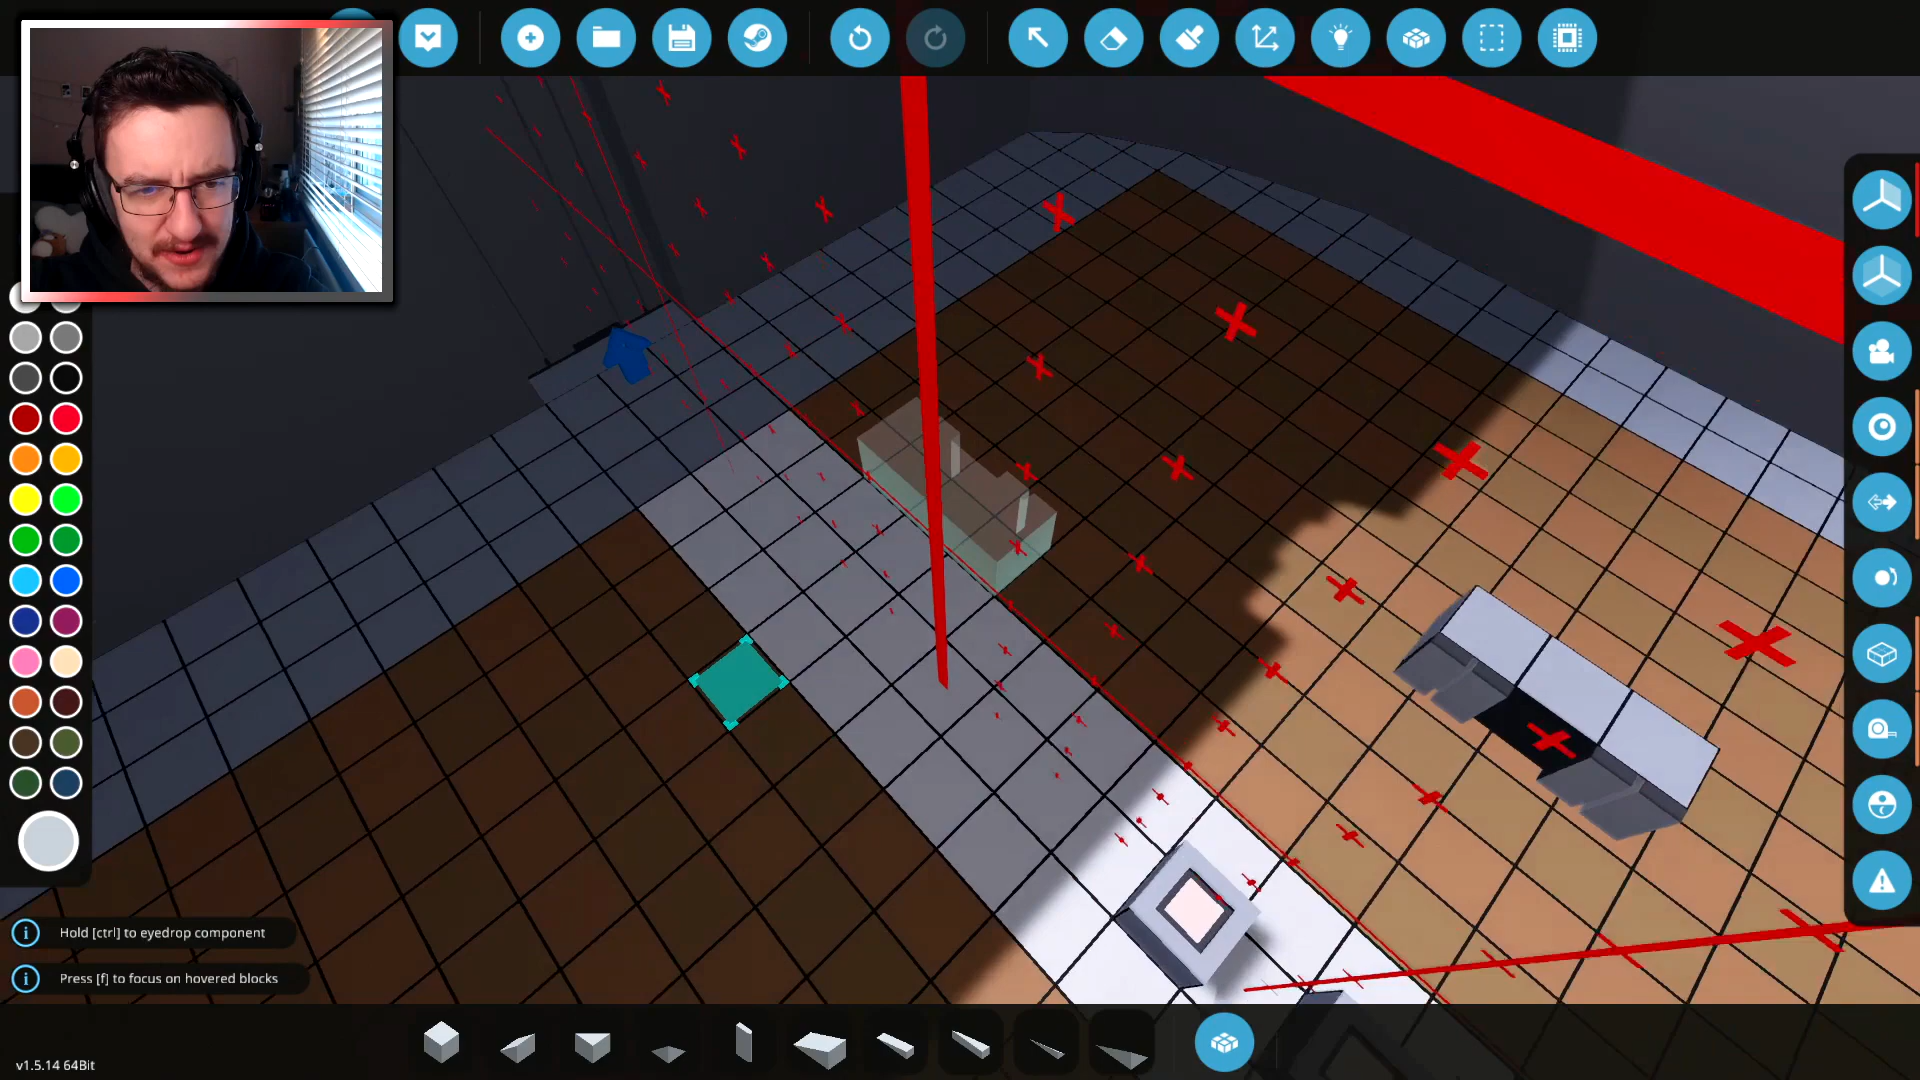 Hold [ctrl] to eyedrop component
Press [f] to focus on hovered blocks
v1.5.14 64Bit